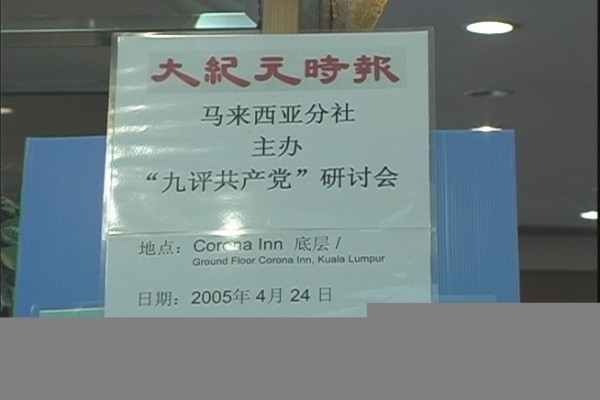 大紀元時報
马来西亚分社
主办
“九评共产党”研讨会
地点：Corona Inn 底层 /
Ground Floor Corona Inn, Kuala Lumpur
日期：2005年 4月 24 日